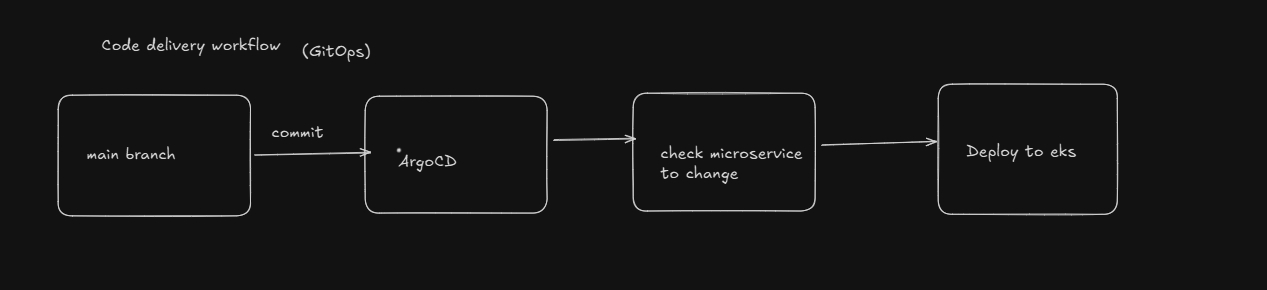 Code delivery workflow (GitOps)
commit
main branch
*ArgoCD
check microservice
to change
Deploy to eks